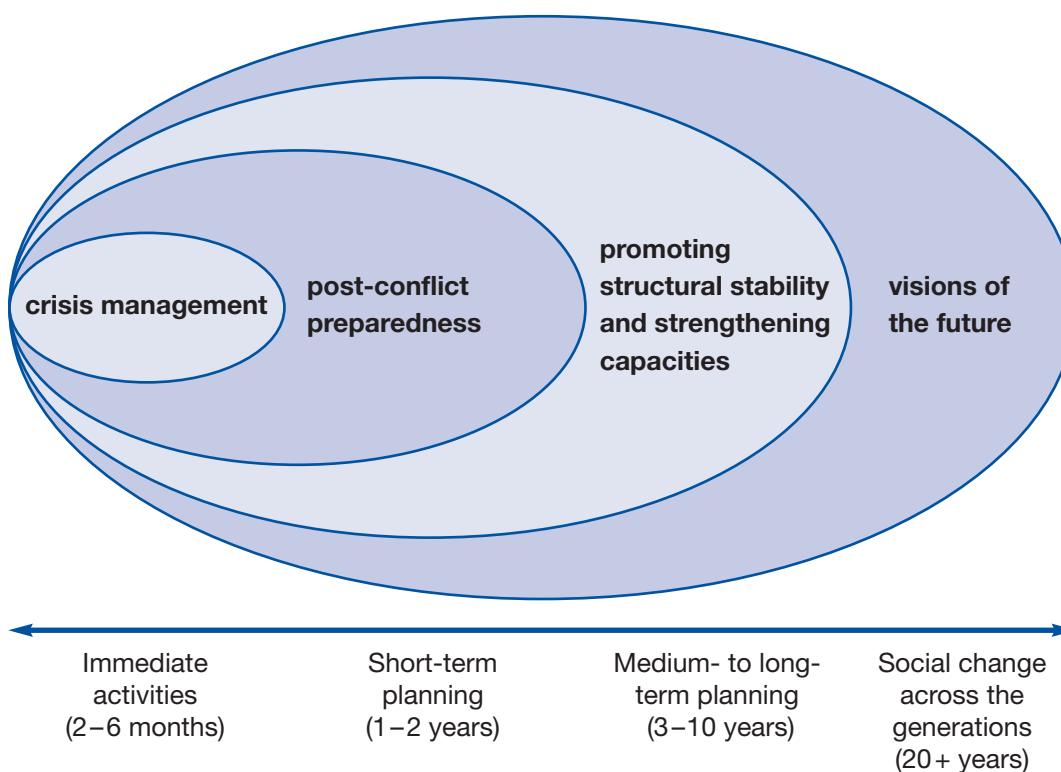 crisis management
post-conflict
preparedness
promoting
structural stability
and strengthening
capacities
visions of
the future
Immediate
activities
(2–6 months)
Short-term
planning
(1–2 years)
Medium- to long-
term planning
(3–10 years)
Social change
across the
generations
(20+ years)